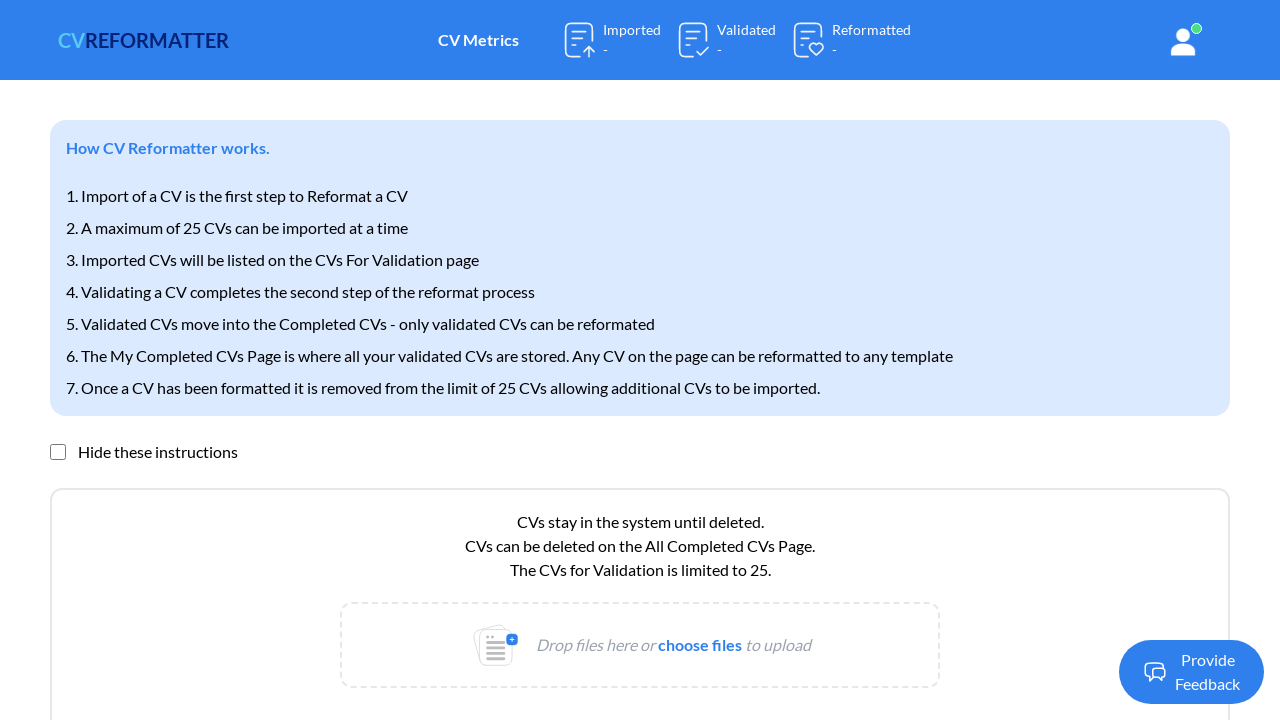 CVREFORMATTER
CV Metrics
Imported
-
Validated
-
Reformatted
-
How CV Reformatter works.
1. Import of a CV is the first step to Reformat a CV
2. A maximum of 25 CVs can be imported at a time
3. Imported CVs will be listed on the CVs For Validation page
4. Validating a CV completes the second step of the reformat process
5. Validated CVs move into the Completed CVs - only validated CVs can be reformated
6. The My Completed CVs Page is where all your validated CVs are stored. Any CV on the page can be reformatted to any template
7. Once a CV has been formatted it is removed from the limit of 25 CVs allowing additional CVs to be imported.
Hide these instructions
CVs stay in the system until deleted.
CVs can be deleted on the All Completed CVs Page.
The CVs for Validation is limited to 25.
Drop files here or choose files to upload
Provide
Feedback